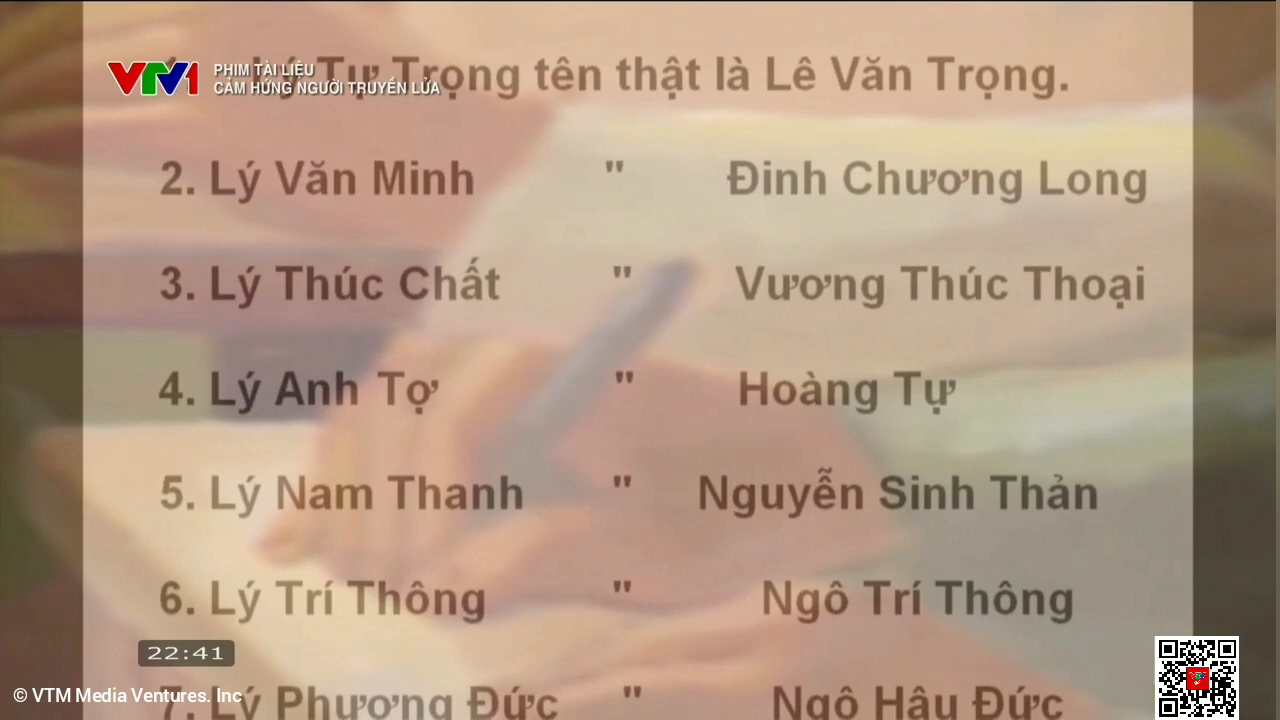 VTV1
PHIM TÀI LIỆU
CẢM HỨNG NGƯỜI TRUYỀN LỬA
Lý Tự Trọng tên thật là Lê Văn Trọng.
2. Lý Văn Minh " Đinh Chương Long
3. Lý Thúc Chất " Vương Thúc Thoại
4. Lý Anh Tợ " Hoàng Tự
5. Lý Nam Thanh " Nguyễn Sinh Thản
6. Lý Trí Thông " Ngô Trí Thông
22:41
7. Lý Phương Đức " Ngô Hậu Đức
© VTM Media Ventures. Inc